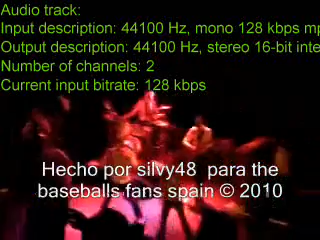 Audio track:
Input description: 44100 Hz, mono 128 kbps mp
Output description: 44100 Hz, stereo 16-bit inte
Number of channels: 2
Current input bitrate: 128 kbps
Hecho por silvy48 para the
baseballs fans spain © 2010